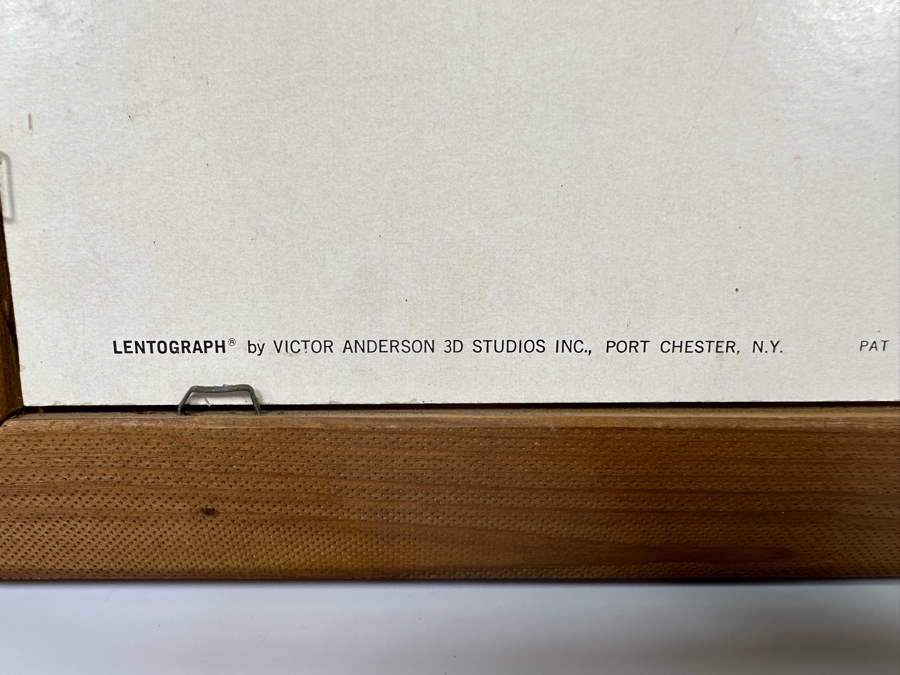 LENTOGRAPH® by VICTOR ANDERSON 3D STUDIOS INC., PORT CHESTER, N.Y. PAT